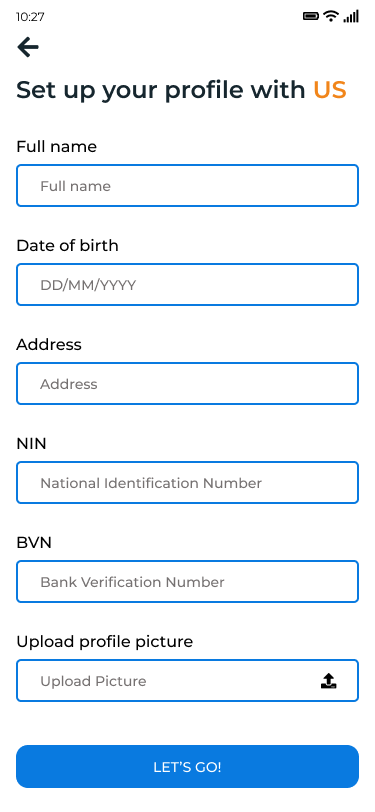 10:27
Set up your profile with US
Full name
Full name
Date of birth
DD/MM/YYYY
Address
Address
NIN
National Identification Number
BVN
Bank Verification Number
Upload profile picture
Upload Picture
LET’S GO!